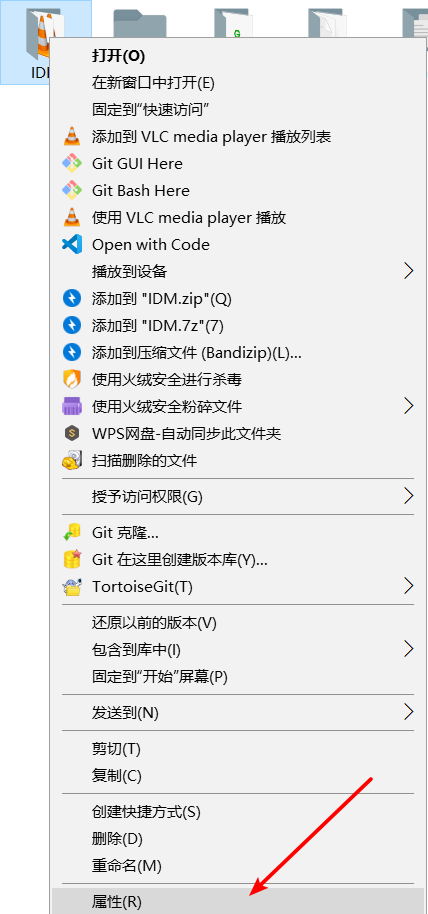 打开(O)
在新窗口中打开(E)
固定到“快速访问”
添加到 VLC media player 播放列表
Git GUI Here
Git Bash Here
使用 VLC media player 播放
Open with Code
播放到设备
添加到 "IDM.zip"(Q)
添加到 "IDM.7z"(7)
添加到压缩文件 (Bandizip)(L)...
使用火绒安全进行杀毒
使用火绒安全粉碎文件
WPS网盘-自动同步此文件夹
扫描删除的文件
授予访问权限(G)
Git 克隆...
Git 在这里创建版本库(Y)...
TortoiseGit(T)
还原以前的版本(V)
包含到库中(I)
固定到“开始”屏幕(P)
发送到(N)
剪切(T)
复制(C)
创建快捷方式(S)
删除(D)
重命名(M)
属性(R)